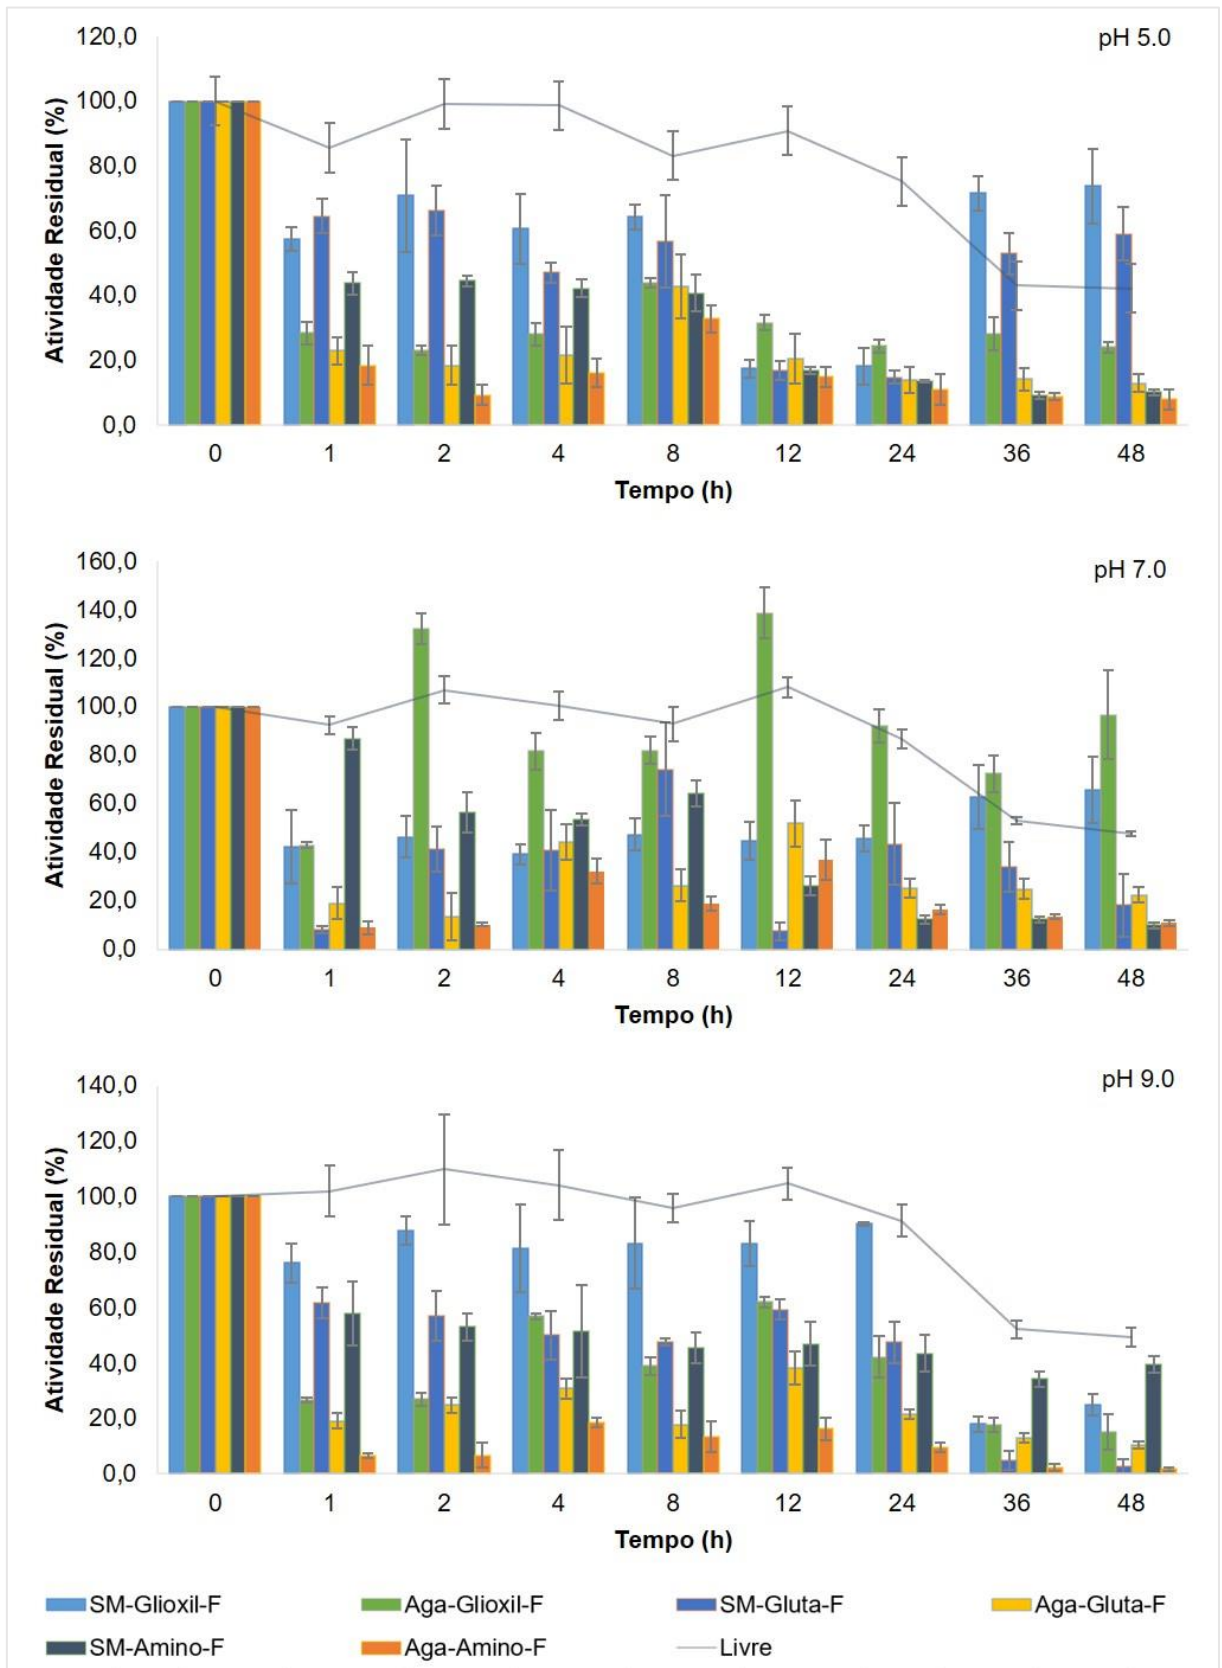 pH 5.0
Atividade Residual (%)
120,0
100,0
80,0
60,0
40,0
20,0
0,0
0 1 2 4 8 12 24 36 48
Tempo (h)
pH 7.0
Atividade Residual (%)
160,0
140,0
120,0
100,0
80,0
60,0
40,0
20,0
0,0
0 1 2 4 8 12 24 36 48
Tempo (h)
pH 9.0
Atividade Residual (%)
140,0
120,0
100,0
80,0
60,0
40,0
20,0
0,0
0 1 2 4 8 12 24 36 48
Tempo (h)
SM-Glioxil-F Aga-Glioxil-F SM-Gluta-F Aga-Gluta-F
SM-Amino-F Aga-Amino-F Livre